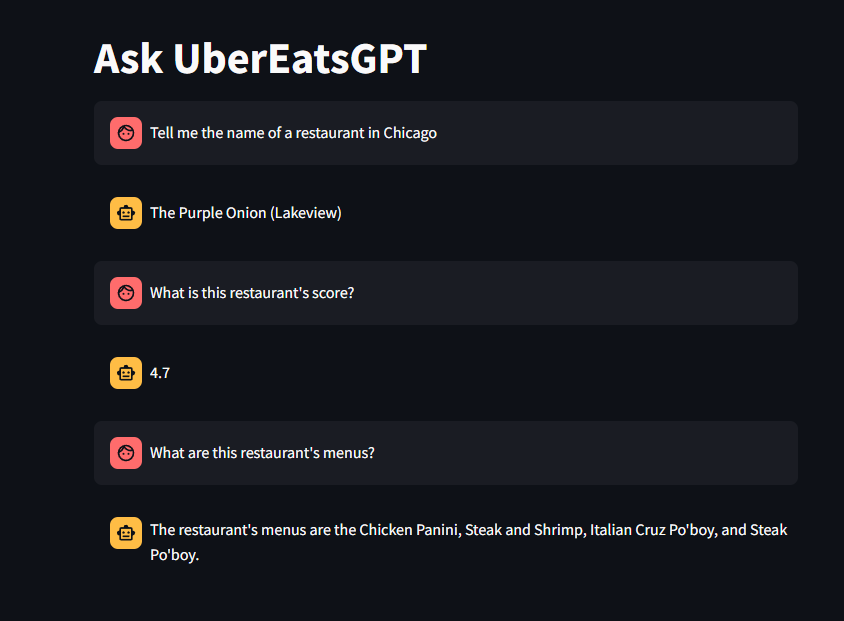 Ask UberEatsGPT
Tell me the name of a restaurant in Chicago
The Purple Onion (Lakeview)
What is this restaurant's score?
4.7
What are this restaurant's menus?
The restaurant's menus are the Chicken Panini, Steak and Shrimp, Italian Cruz Po'boy, and Steak
Po'boy.